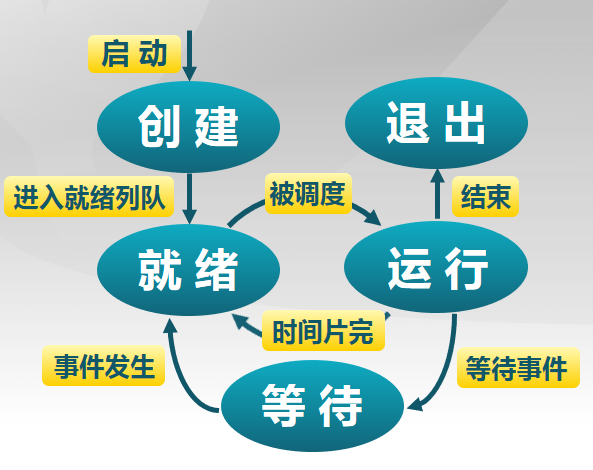 启 动
创 建
退 出
进入就绪列队
被调度
结束
就 绪
运 行
时间片完
事件发生
等待事件
等 待